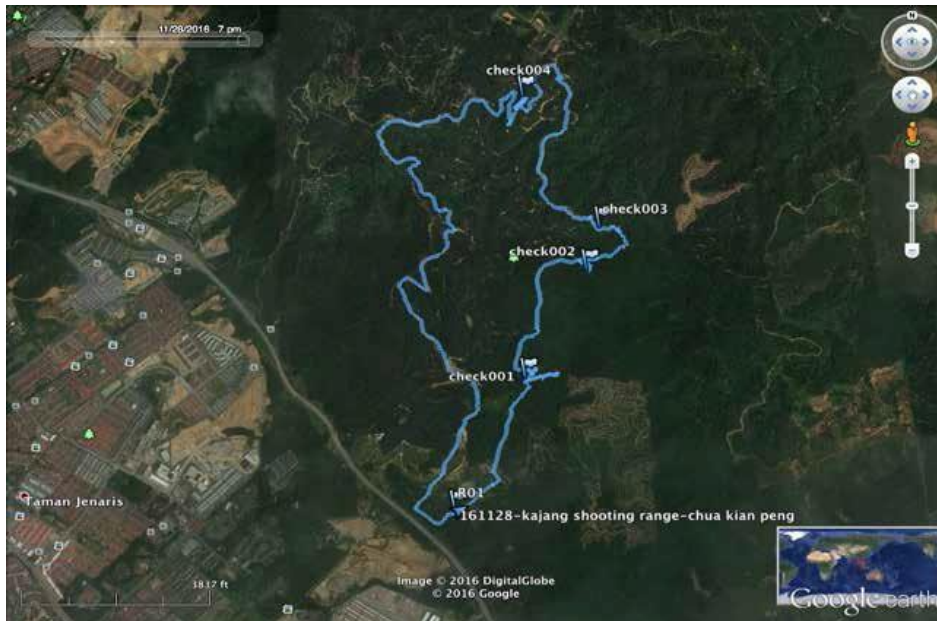 11/28/2016 7 pm
N
check004
check003
check002
check001
R01
Taman Jenaris
161128-kajang shooting range-chua kian peng
3837 ft
Image © 2016 DigitalGlobe
© 2016 Google
Google earth